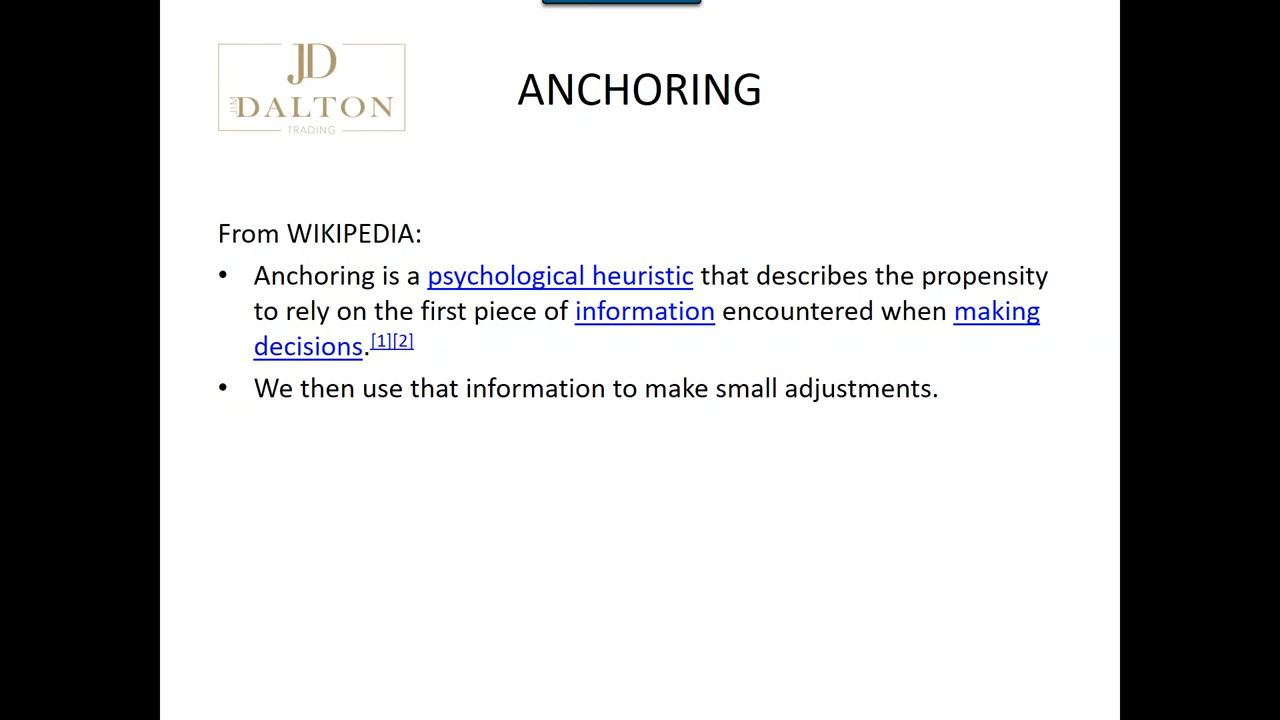 JD
JIM DALTON
TRADING
ANCHORING
From WIKIPEDIA:
• Anchoring is a psychological heuristic that describes the propensity
to rely on the first piece of information encountered when making
decisions.[1][2]
• We then use that information to make small adjustments.